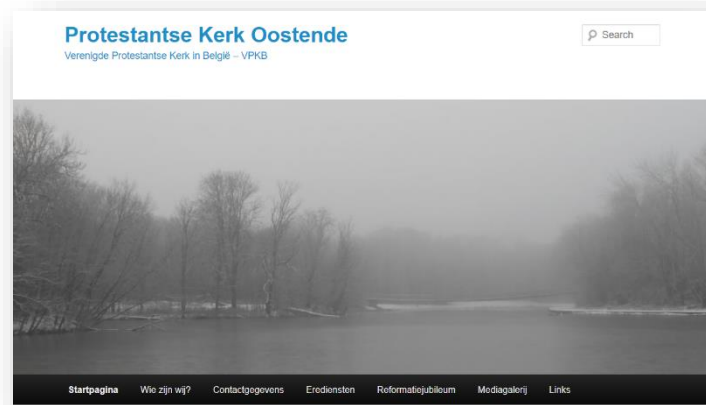 Protestantse Kerk Oostende
Verenigde Protestantse Kerk in België – VPKB
Search
Startpagina Wie zijn wij? Contactgegevens Erediensten Reformatiejubileum Mediagalerij Links